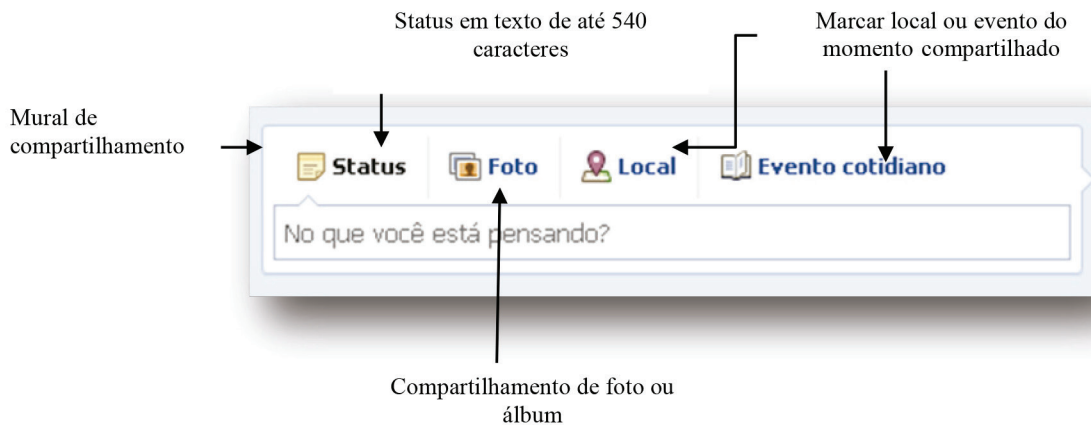 Status em texto de até 540
caracteres
Marcar local ou evento do
momento compartilhado
Mural de
compartilhamento
Status
Foto
Local
Evento cotidiano
No que você está pensando?
Compartilhamento de foto ou
álbum